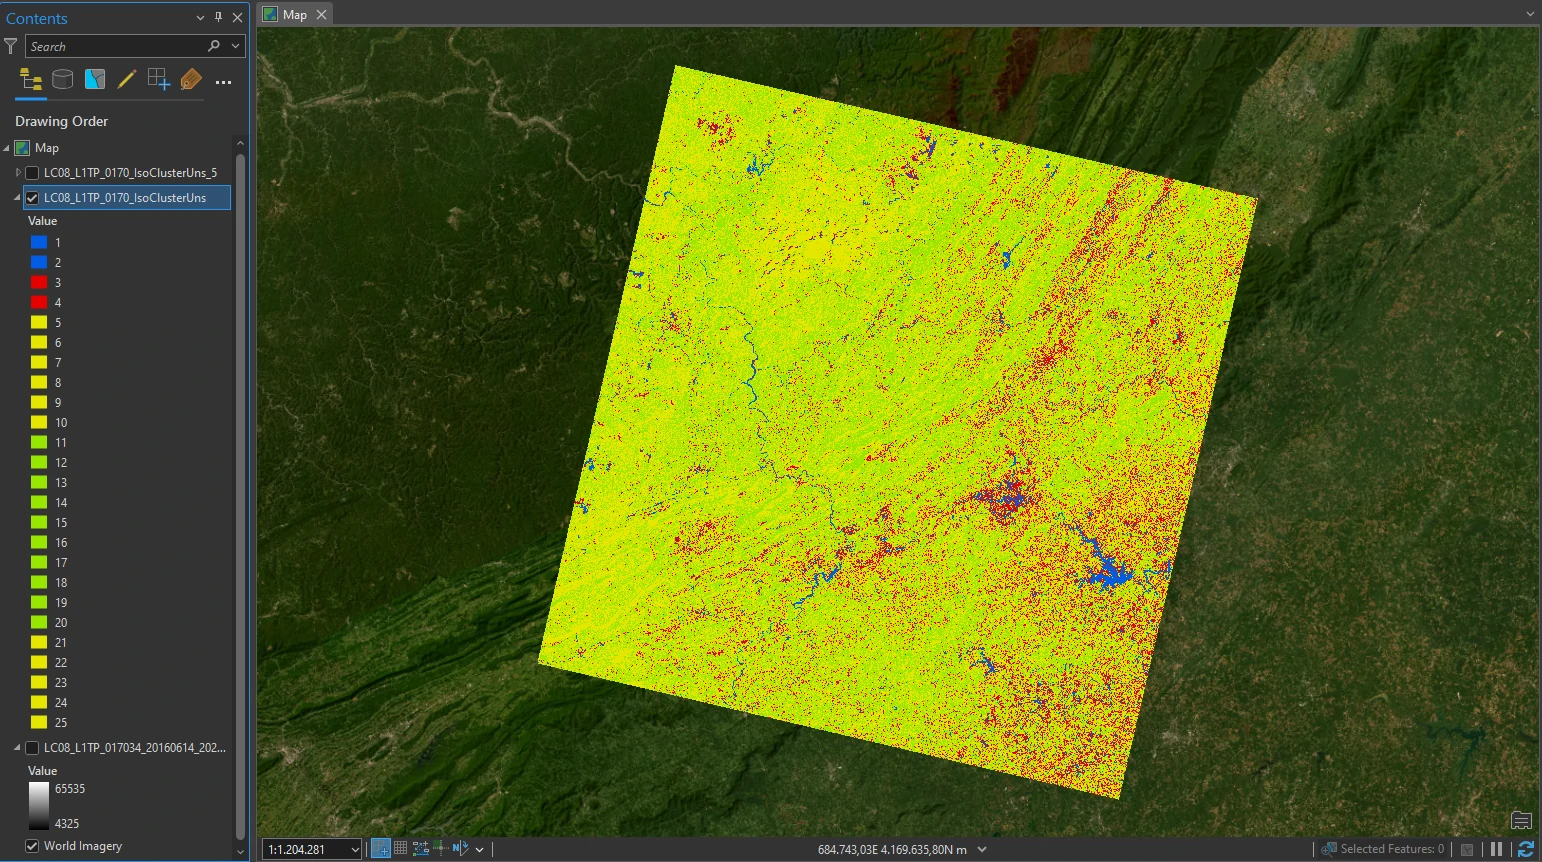 Contents
Map
Search
Drawing Order
Map
LC08_L1TP_0170_IsoClusterUns_5
LC08_L1TP_0170_IsoClusterUns
Value
1
2
3
4
5
6
7
8
9
10
11
12
13
14
15
16
17
18
19
20
21
22
23
24
25
LC08_L1TP_017034_20160614_202...
Value
65535
4325
World Imagery
1:1.204.281
684.743,03E 4.169.635,80N m
Selected Features: 0